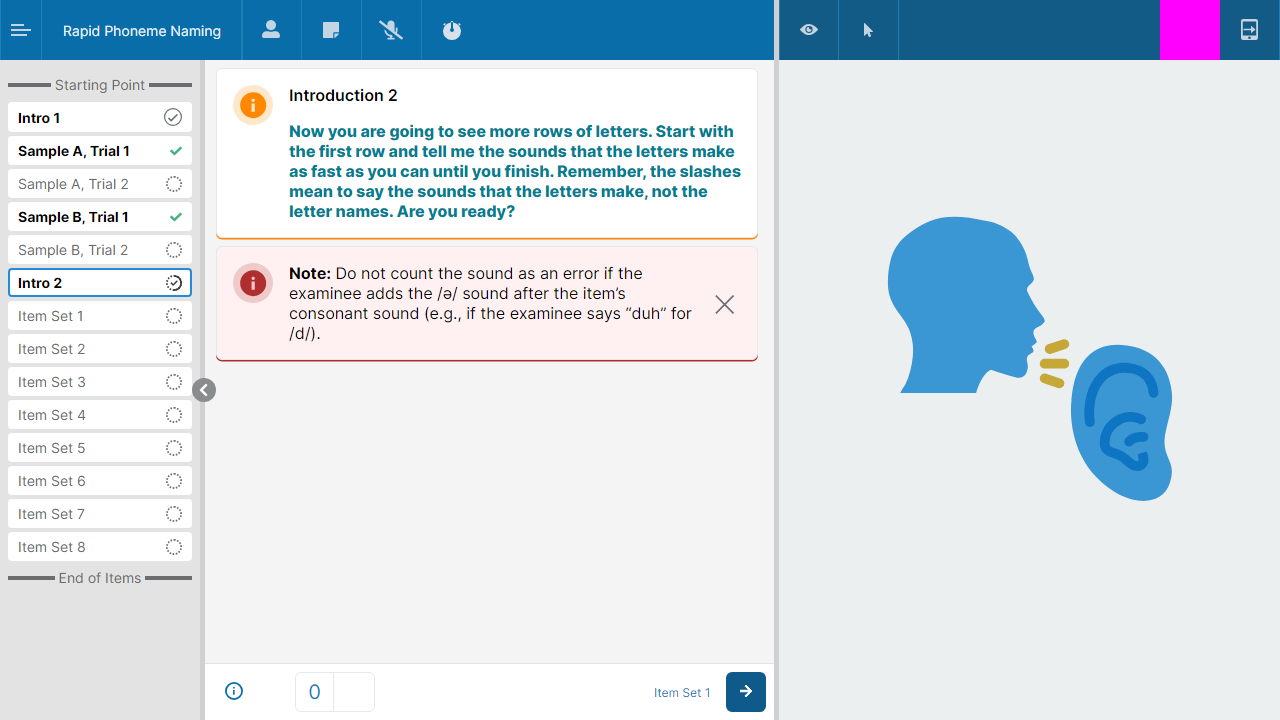 Rapid Phoneme Naming
Starting Point
Intro 1
Sample A, Trial 1
Sample A, Trial 2
Sample B, Trial 1
Sample B, Trial 2
Intro 2
Item Set 1
Item Set 2
Item Set 3
Item Set 4
Item Set 5
Item Set 6
Item Set 7
Item Set 8
End of Items
Introduction 2
Now you are going to see more rows of letters. Start with
the first row and tell me the sounds that the letters make
as fast as you can until you finish. Remember, the slashes
mean to say the sounds that the letters make, not the
letter names. Are you ready?
Note: Do not count the sound as an error if the
examinee adds the /ə/ sound after the item’s
consonant sound (e.g., if the examinee says “duh” for
/d/).
0
Item Set 1